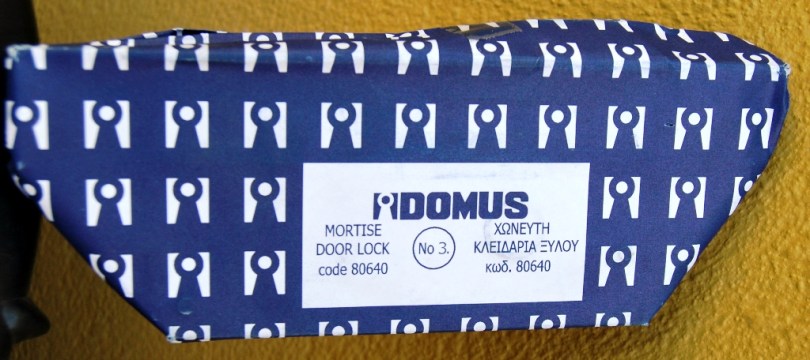 DOMUS
MORTISE
DOOR LOCK
code 80640
No 3.
ΧΩΝΕΥΤΗ
ΚΛΕΙΔΑΡΙΑ ΞΥΛΟΥ
κωδ. 80640